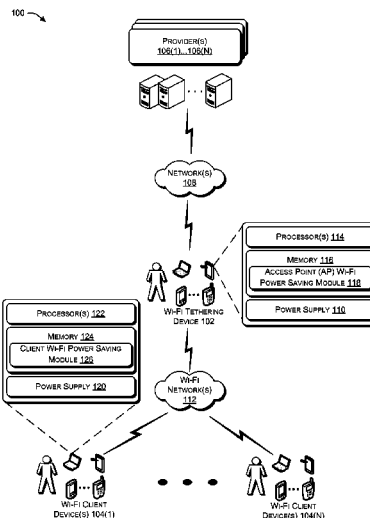 100
PROVIDER(S)
106(1)...106(N)
NETWORK(S)
108
PROCESSOR(S) 114
MEMORY 116
ACCESS POINT (AP) WI-FI
POWER SAVING MODULE 118
POWER SUPPLY 110
WI-FI TETHERING
DEVICE 102
PROCESSOR(S) 122
MEMORY 124
CLIENT WI-FI POWER SAVING
MODULE 126
POWER SUPPLY 120
WI-FI
NETWORK(S)
112
WI-FI CLIENT
DEVICE(S) 104(1)
WI-FI CLIENT
DEVICE(S) 104(N)